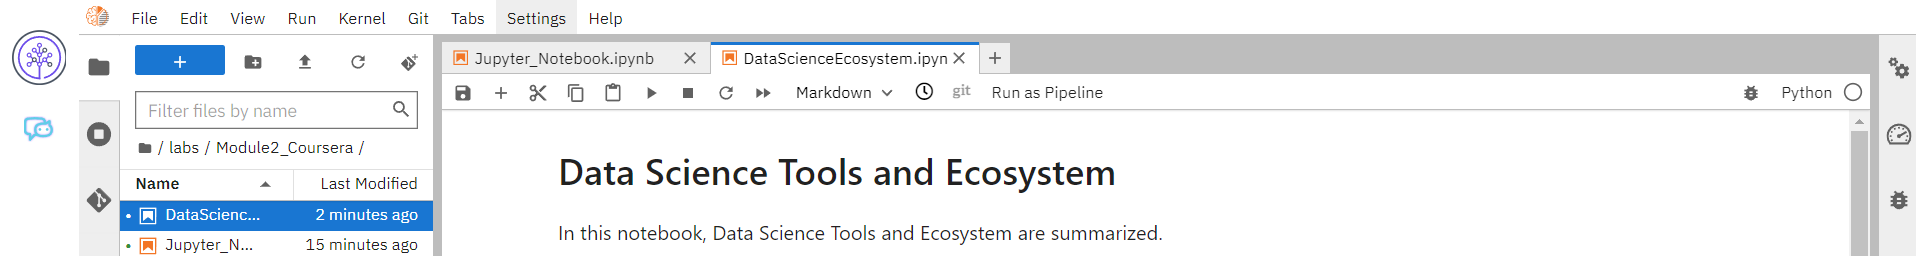 File Edit View Run Kernel Git Tabs Settings Help
Jupyter_Notebook.ipynb
DataScienceEcosystem.ipyn
Markdown
git
Run as Pipeline
Python
Filter files by name
/ labs / Module2_Coursera /
Name Last Modified
DataScienc... 2 minutes ago
Jupyter_N... 15 minutes ago
Data Science Tools and Ecosystem
In this notebook, Data Science Tools and Ecosystem are summarized.